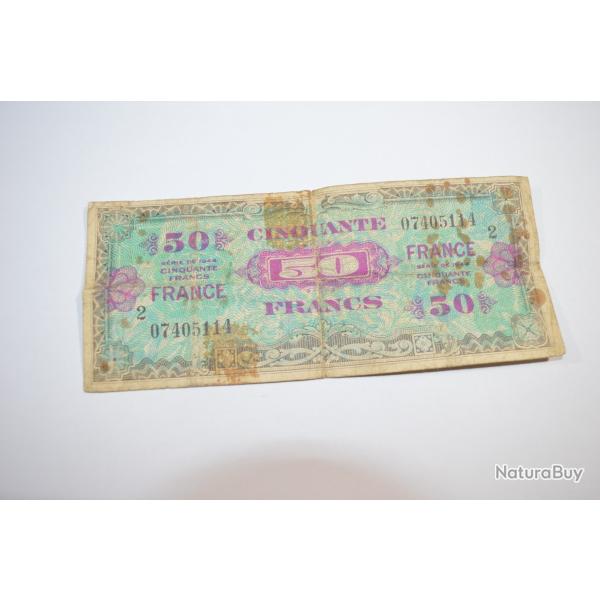 CINQUANTE
50
FRANCS
50
SÉRIE DE 1944
CINQUANTE
FRANCS
FRANCE
2
07405114
07405114
2
FRANCE
SÉRIE DE 1944
CINQUANTE
FRANCS
50
NaturaBuy